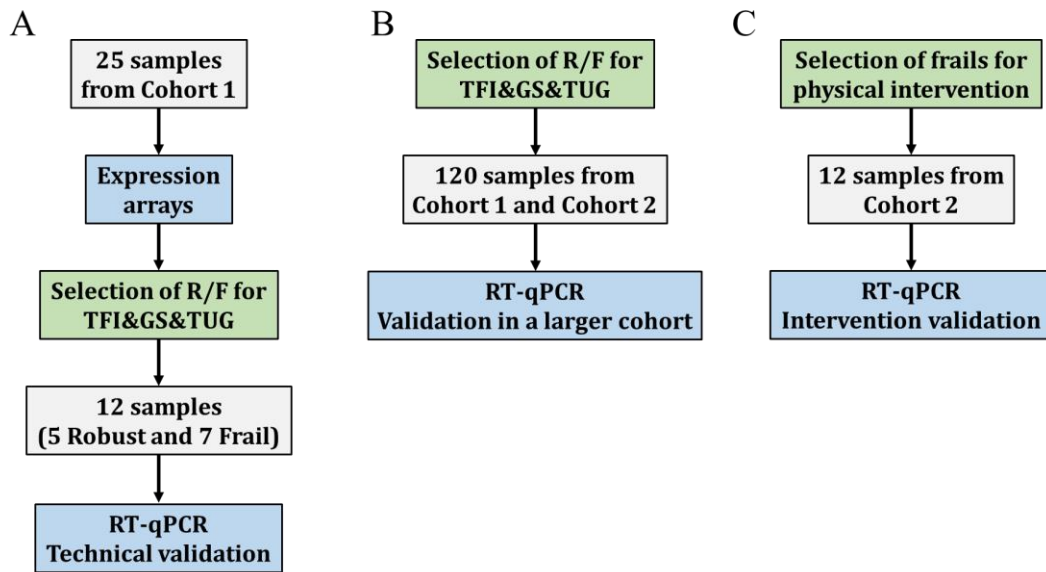 A
25 samples
from Cohort 1
Expression
arrays
Selection of R/F for
TFI&GS&TUG
12 samples
(5 Robust and 7 Frail)
RT-qPCR
Technical validation
B
Selection of R/F for
TFI&GS&TUG
120 samples from
Cohort 1 and Cohort 2
RT-qPCR
Validation in a larger cohort
C
Selection of frails for
physical intervention
12 samples from
Cohort 2
RT-qPCR
Intervention validation